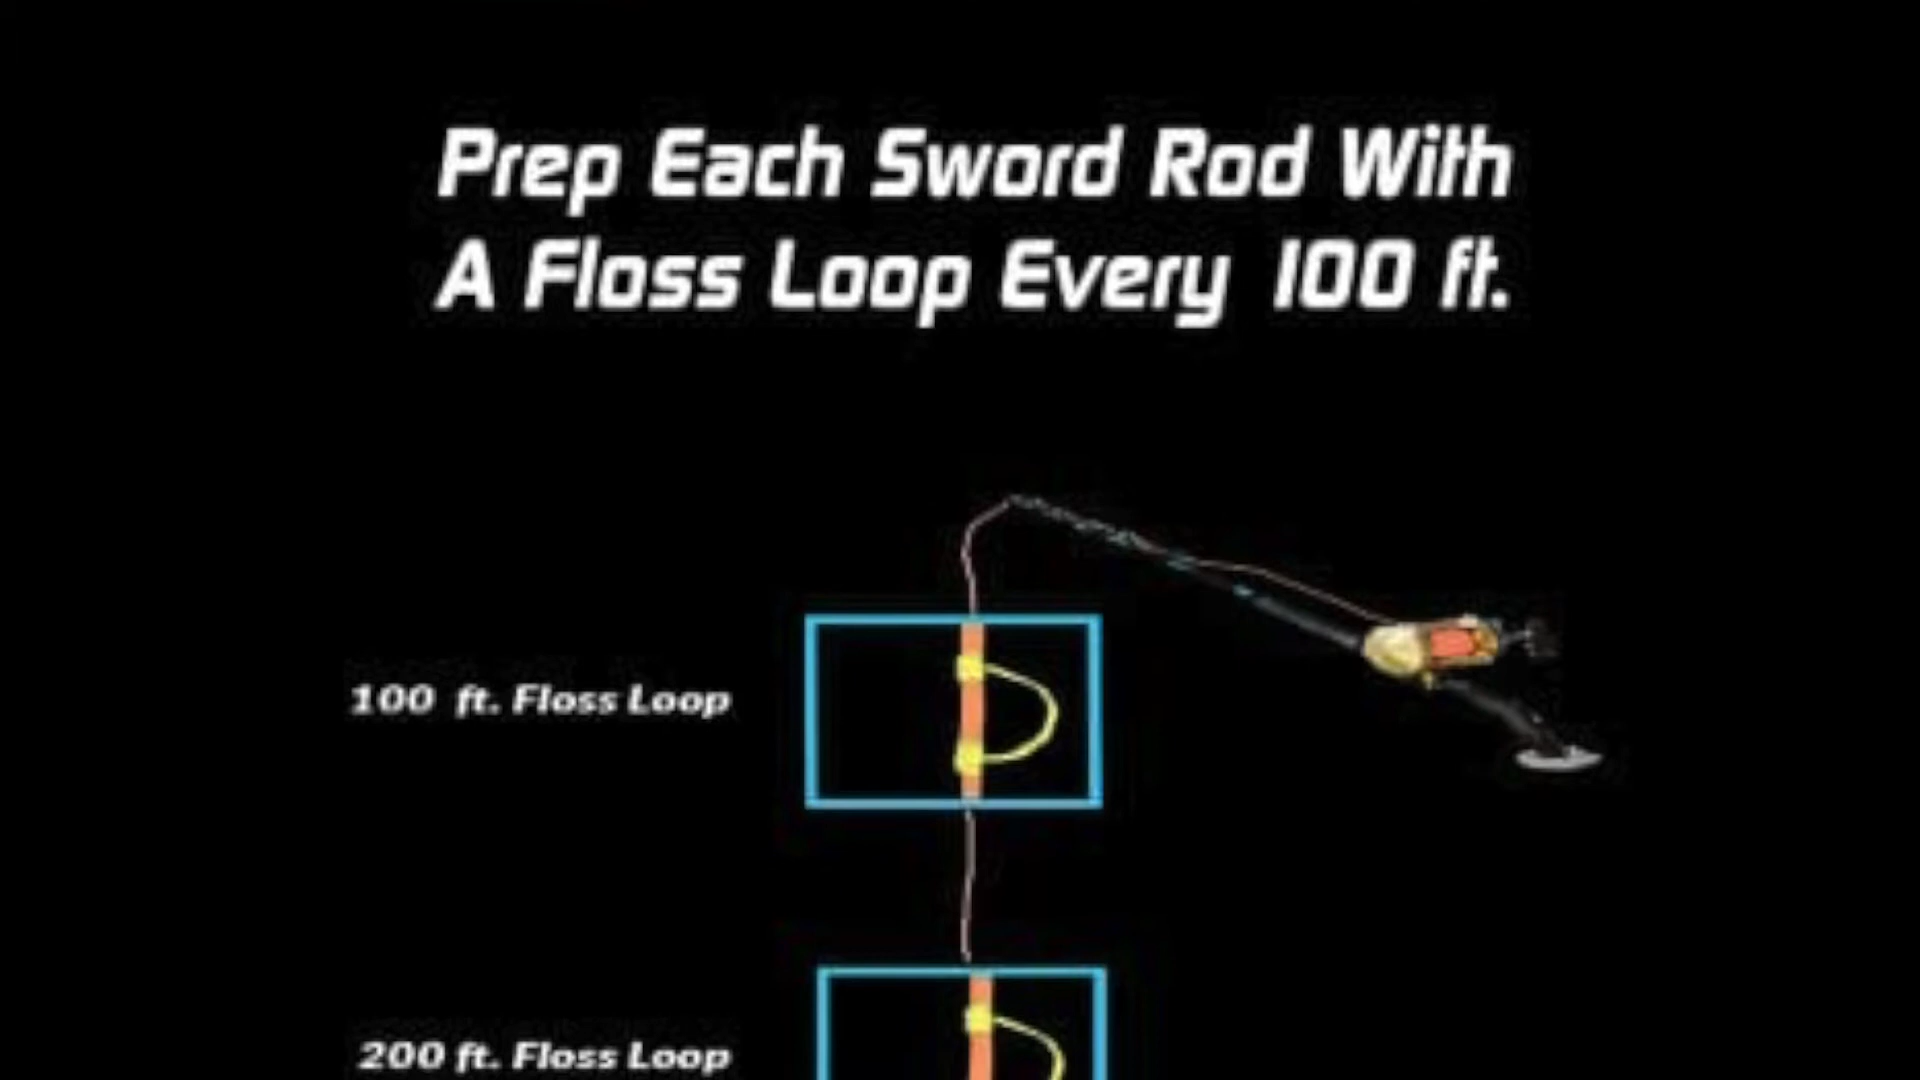 Prep Each Sword Rod With
A Floss Loop Every 100 ft.
100 ft. Floss Loop
200 ft. Floss Loop